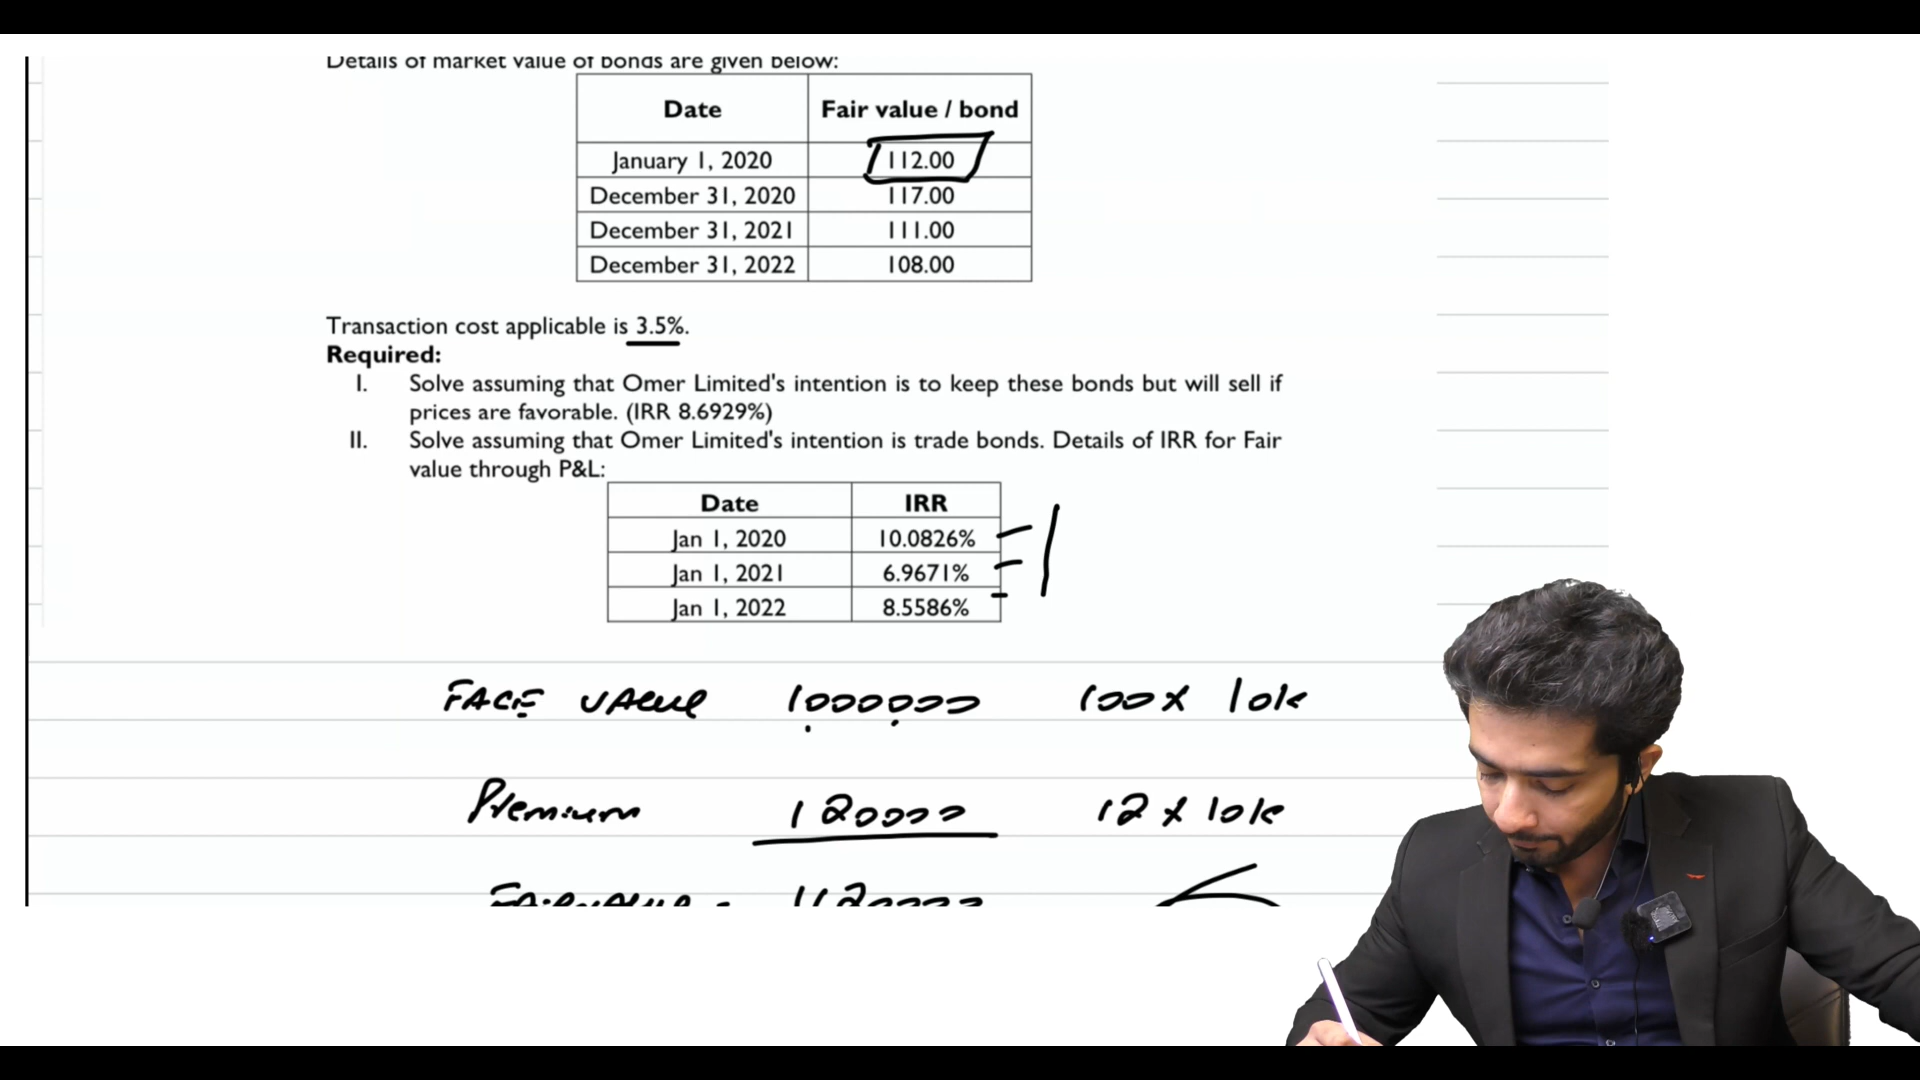 Details of market value of bonds are given below:
Date Fair value / bond
January 1, 2020 112.00
December 31, 2020 117.00
December 31, 2021 111.00
December 31, 2022 108.00
Transaction cost applicable is 3.5%.
Required:
I. Solve assuming that Omer Limited's intention is to keep these bonds but will sell if
prices are favorable. (IRR 8.6929%)
II. Solve assuming that Omer Limited's intention is trade bonds. Details of IRR for Fair
value through P&L:
Date IRR
Jan 1, 2020 10.0826%
Jan 1, 2021 6.9671%
Jan 1, 2022 8.5586%
FACE VALUE 1000000 100x 10k
Premium 120000 12 x 10k